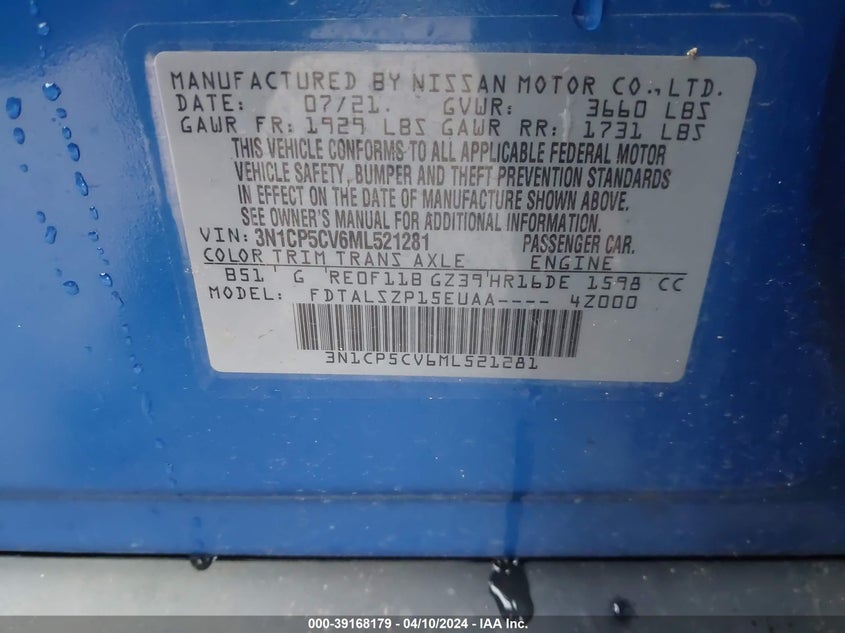 MANUFACTURED BY NISSAN MOTOR CO., LTD.
DATE: 07/21. GVWR: 3660 LBS
GAWR FR: 1929 LBS GAWR RR: 1731 LBS
THIS VEHICLE CONFORMS TO ALL APPLICABLE FEDERAL MOTOR
VEHICLE SAFETY, BUMPER AND THEFT PREVENTION STANDARDS
IN EFFECT ON THE DATE OF MANUFACTURE SHOWN ABOVE.
SEE OWNER'S MANUAL FOR ADDITIONAL INFORMATION.
VIN: 3N1CP5CV6ML521281 PASSENGER CAR.
COLOR TRIM TRANS AXLE ENGINE
B51 G RE0F11B GZ39 HR16DE 1598 CC
MODEL: FDTALSZP15EUAA---- 4Z000
3N1CP5CV6ML521281
000-39168179 - 04/10/2024 - IAA Inc.